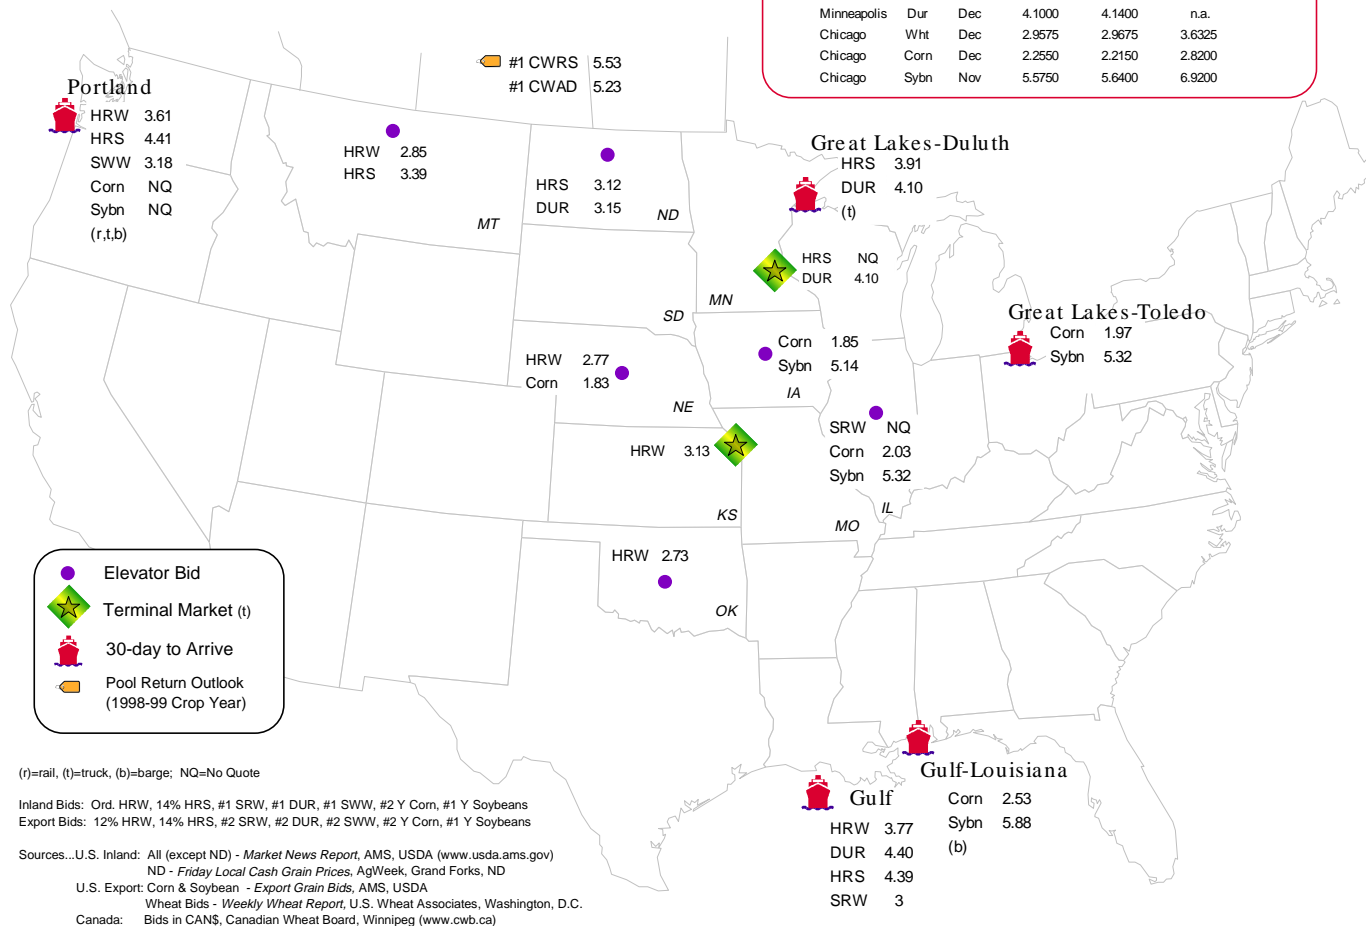 Minneapolis Dur Dec 4.1000 4.1400 n.a.
Chicago Wht Dec 2.9575 2.9675 3.6325
Chicago Corn Dec 2.2550 2.2150 2.8200
Chicago Sybn Nov 5.5750 5.6400 6.9200
#1 CWRS 5.53
#1 CWAD 5.23
Portland
HRW 3.61
HRS 4.41
SWW 3.18
Corn NQ
Sybn NQ
(r,t,b)
HRW 2.85
HRS 3.39
MT
HRS 3.12
DUR 3.15
ND
Great Lakes-Duluth
HRS 3.91
DUR 4.10
(t)
HRS NQ
DUR 4.10
MN
SD
Great Lakes-Toledo
Corn 1.97
Sybn 5.32
HRW 2.77
Corn 1.83
NE
Corn 1.85
Sybn 5.14
IA
SRW NQ
Corn 2.03
Sybn 5.32
IL
HRW 3.13
KS
MO
HRW 2.73
OK
Elevator Bid
Terminal Market (t)
30-day to Arrive
Pool Return Outlook
(1998-99 Crop Year)
Gulf-Louisiana
Corn 2.53
Sybn 5.88
(b)
Gulf
HRW 3.77
DUR 4.40
HRS 4.39
SRW 3
(r)=rail, (t)=truck, (b)=barge; NQ=No Quote
Inland Bids: Ord. HRW, 14% HRS, #1 SRW, #1 DUR, #1 SWW, #2 Y Corn, #1 Y Soybeans
Export Bids: 12% HRW, 14% HRS, #2 SRW, #2 DUR, #2 SWW, #2 Y Corn, #1 Y Soybeans
Sources...U.S. Inland: All (except ND) - Market News Report, AMS, USDA (www.usda.ams.gov)
ND - Friday Local Cash Grain Prices, AgWeek, Grand Forks, ND
U.S. Export: Corn & Soybean - Export Grain Bids, AMS, USDA
Wheat Bids - Weekly Wheat Report, U.S. Wheat Associates, Washington, D.C.
Canada: Bids in CAN$, Canadian Wheat Board, Winnipeg (www.cwb.ca)